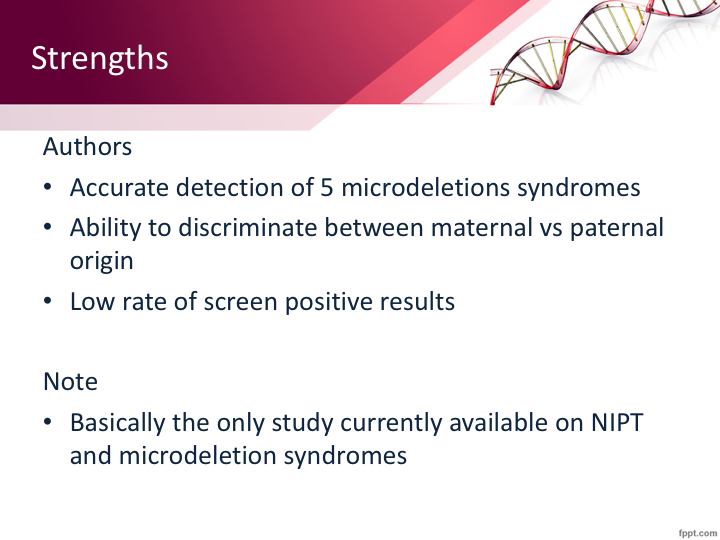 Strengths
Authors
• Accurate detection of 5 microdeletions syndromes
• Ability to discriminate between maternal vs paternal
origin
• Low rate of screen positive results
Note
• Basically the only study currently available on NIPT
and microdeletion syndromes
fppt.com